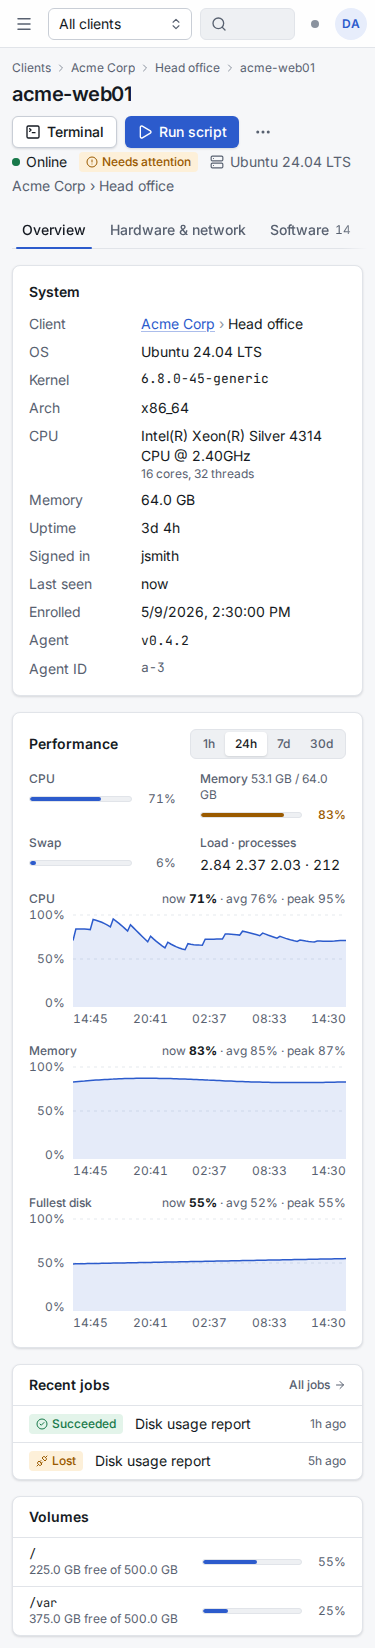 All clients
DA
Clients > Acme Corp > Head office > acme-web01
acme-web01
Terminal
Run script
Online
Needs attention
Ubuntu 24.04 LTS
Acme Corp › Head office
Overview
Hardware & network
Software 14
System
Client Acme Corp › Head office
OS Ubuntu 24.04 LTS
Kernel 6.8.0-45-generic
Arch x86_64
CPU Intel(R) Xeon(R) Silver 4314
CPU @ 2.40GHz
16 cores, 32 threads
Memory 64.0 GB
Uptime 3d 4h
Signed in jsmith
Last seen now
Enrolled 5/9/2026, 2:30:00 PM
Agent v0.4.2
Agent ID a-3
Performance
1h 24h 7d 30d
CPU
71%
Memory 53.1 GB / 64.0
GB
83%
Swap
6%
Load · processes
2.84 2.37 2.03 · 212
CPU now 71% · avg 76% · peak 95%
100%
50%
0%
14:45 20:41 02:37 08:33 14:30
Memory now 83% · avg 85% · peak 87%
100%
50%
0%
14:45 20:41 02:37 08:33 14:30
Fullest disk now 55% · avg 52% · peak 55%
100%
50%
0%
14:45 20:41 02:37 08:33 14:30
Recent jobs All jobs →
Succeeded Disk usage report 1h ago
Lost Disk usage report 5h ago
Volumes
/
225.0 GB free of 500.0 GB 55%
/var
375.0 GB free of 500.0 GB 25%